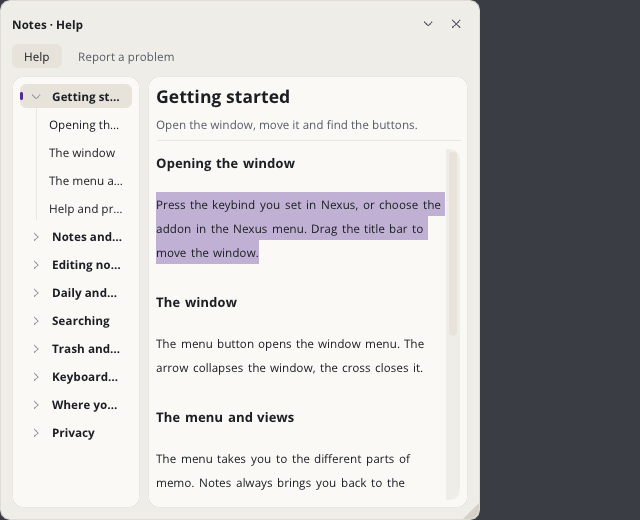 Notes · Help
Help
Report a problem
Getting st...
Opening th...
The window
The menu a...
Help and pr...
Notes and...
Editing no...
Daily and...
Searching
Trash and...
Keyboard...
Where yo...
Privacy
Getting started
Open the window, move it and find the buttons.
Opening the window
Press the keybind you set in Nexus, or choose the
addon in the Nexus menu. Drag the title bar to
move the window.
The window
The menu button opens the window menu. The
arrow collapses the window, the cross closes it.
The menu and views
The menu takes you to the different parts of
memo. Notes always brings you back to the